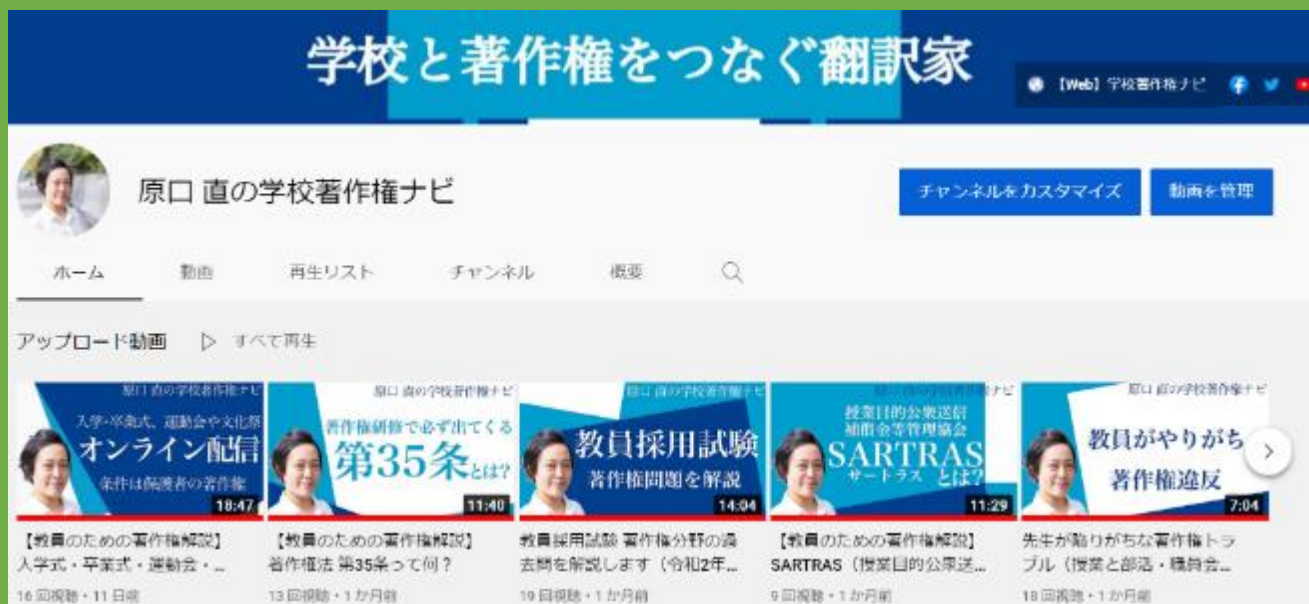 学校と著作権をつなぐ翻訳家
【Web】学校著作権ナビ
原口 直の学校著作権ナビ
チャンネルをカスタマイズ
動画を管理
ホーム 動画 再生リスト チャンネル 概要
アップロード動画 ▷ すべて再生
原口 直の学校著作権ナビ
入学・卒業式、運動会や文化祭
オンライン配信
条件は保護者の著作権
18:47
【教員のための著作権解説】
入学式・卒業式・運動会・...
16 回視聴・11 日前
原口 直の学校著作権ナビ
著作権研修で必ず出てくる
第35条とは?
11:40
【教員のための著作権解説】
著作権法 第35条って何？
13 回視聴・1 か月前
原口 直の学校著作権ナビ
教員採用試験
著作権問題を解説
14:04
教員採用試験 著作権分野の過
去問を解説します（令和2年...
19 回視聴・1 か月前
原口 直の学校著作権ナビ
授業目的公衆送信
補償金等管理協会
SARTRAS
サートラス とは?
11:29
【教員のための著作権解説】
SARTRAS（授業目的公衆送...
9 回視聴・1 か月前
原口 直の学校著作権ナビ
教員がやりがち
著作権違反
7:04
先生が陥りがちな著作権トラ
ブル（授業と部活・職員会...
18 回視聴・1 か月前